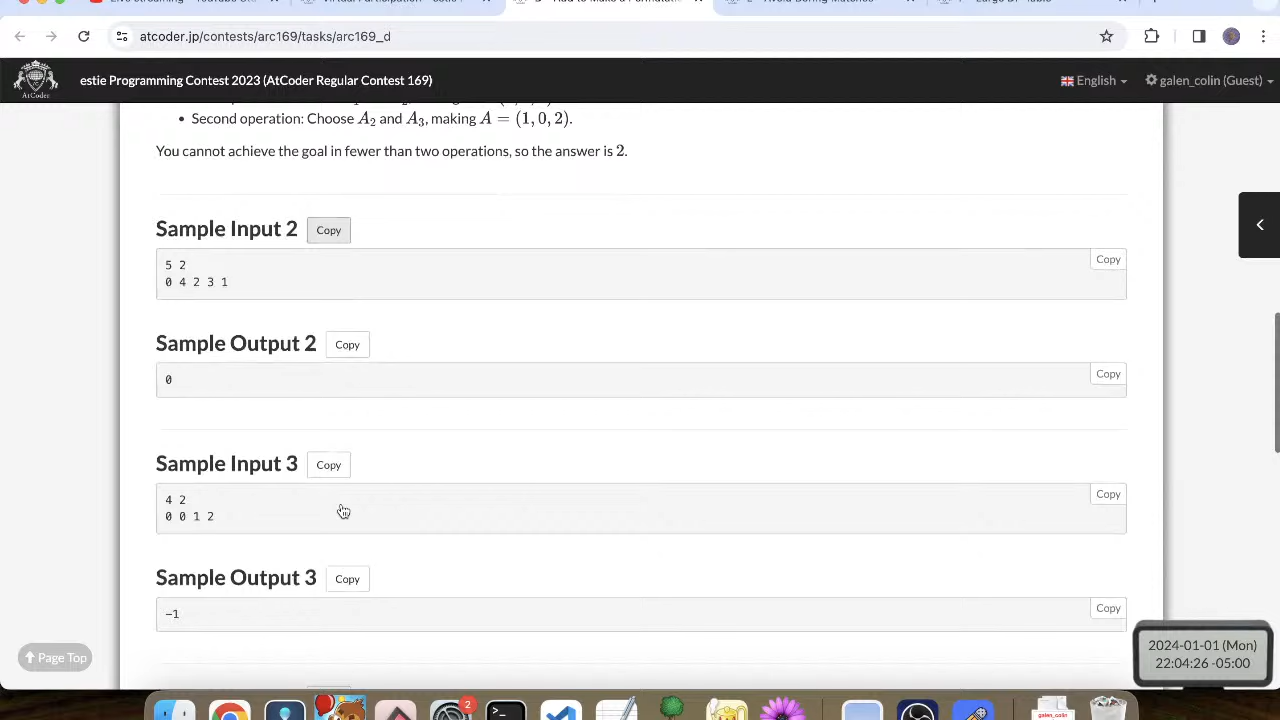 atcoder.jp/contests/arc169/tasks/arc169_d
estie Programming Contest 2023 (AtCoder Regular Contest 169)
English
galen_colin (Guest)
• Second operation: Choose A₂ and A₃, making A = (1, 0, 2).
You cannot achieve the goal in fewer than two operations, so the answer is 2.
Sample Input 2
Copy
Copy
5 2
0 4 2 3 1
Sample Output 2
Copy
Copy
0
Sample Input 3
Copy
Copy
4 2
0 0 1 2
Sample Output 3
Copy
Copy
-1
Page Top
2024-01-01 (Mon)
22:04:26 -05:00
2
galen_colin